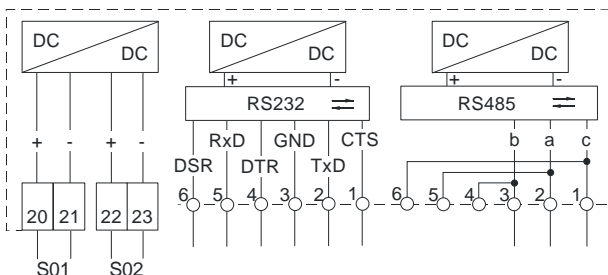 DC DC DC DC DC DC
+ - + -
RS232 RS485
RxD GND CTS b a c
+ - + -
DSR DTR TxD
6 5 4 3 2 1 6 5 4 3 2 1
20 21 22 23
S01 S02